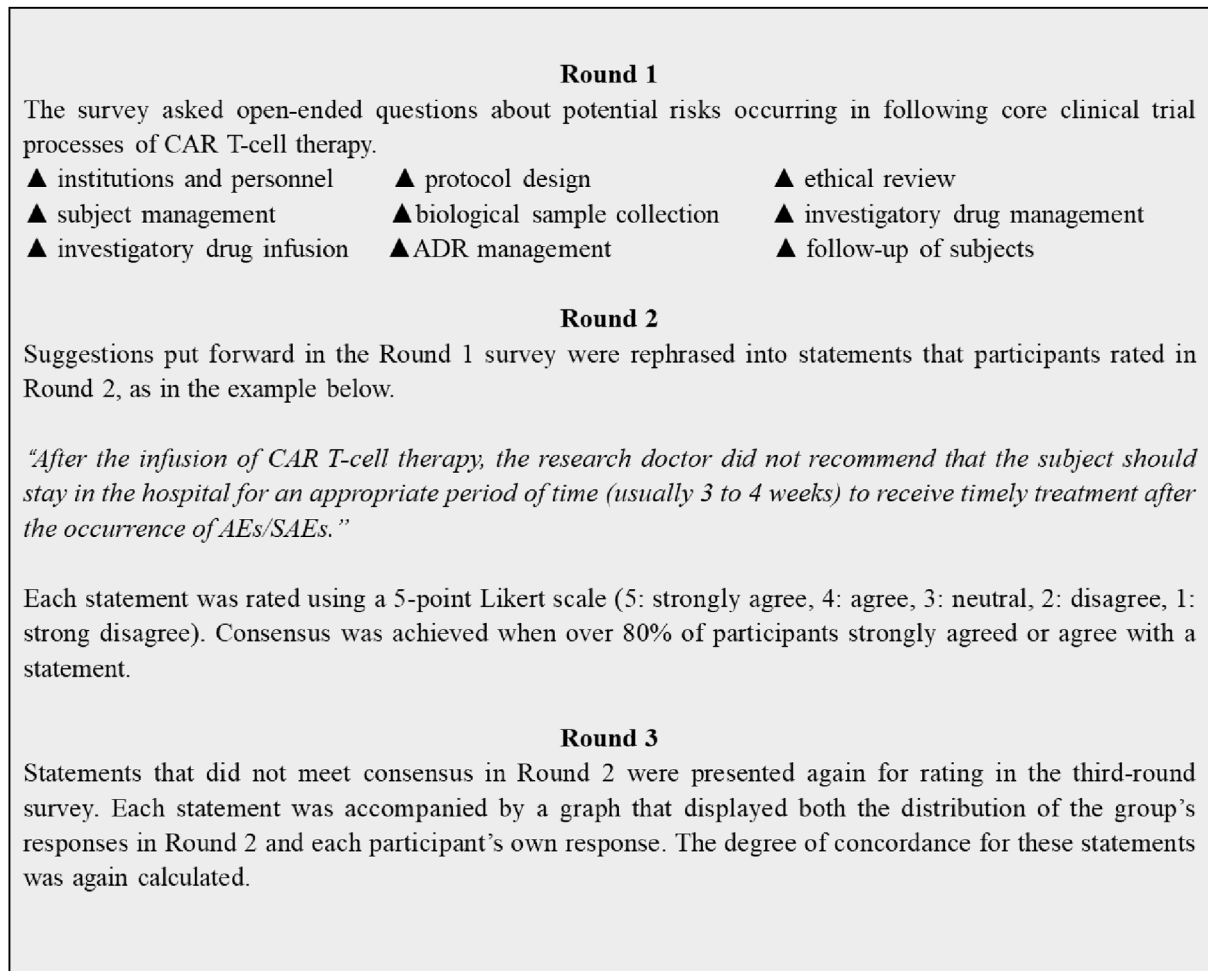 Round 1
The survey asked open-ended questions about potential risks occurring in following core clinical trial
processes of CAR T-cell therapy.
▲ institutions and personnel ▲ protocol design ▲ ethical review
▲ subject management ▲biological sample collection ▲ investigatory drug management
▲ investigatory drug infusion ▲ADR management ▲ follow-up of subjects
Round 2
Suggestions put forward in the Round 1 survey were rephrased into statements that participants rated in
Round 2, as in the example below.
“After the infusion of CAR T-cell therapy, the research doctor did not recommend that the subject should
stay in the hospital for an appropriate period of time (usually 3 to 4 weeks) to receive timely treatment after
the occurrence of AEs/SAEs.”
Each statement was rated using a 5-point Likert scale (5: strongly agree, 4: agree, 3: neutral, 2: disagree, 1:
strong disagree). Consensus was achieved when over 80% of participants strongly agreed or agree with a
statement.
Round 3
Statements that did not meet consensus in Round 2 were presented again for rating in the third-round
survey. Each statement was accompanied by a graph that displayed both the distribution of the group’s
responses in Round 2 and each participant’s own response. The degree of concordance for these statements
was again calculated.